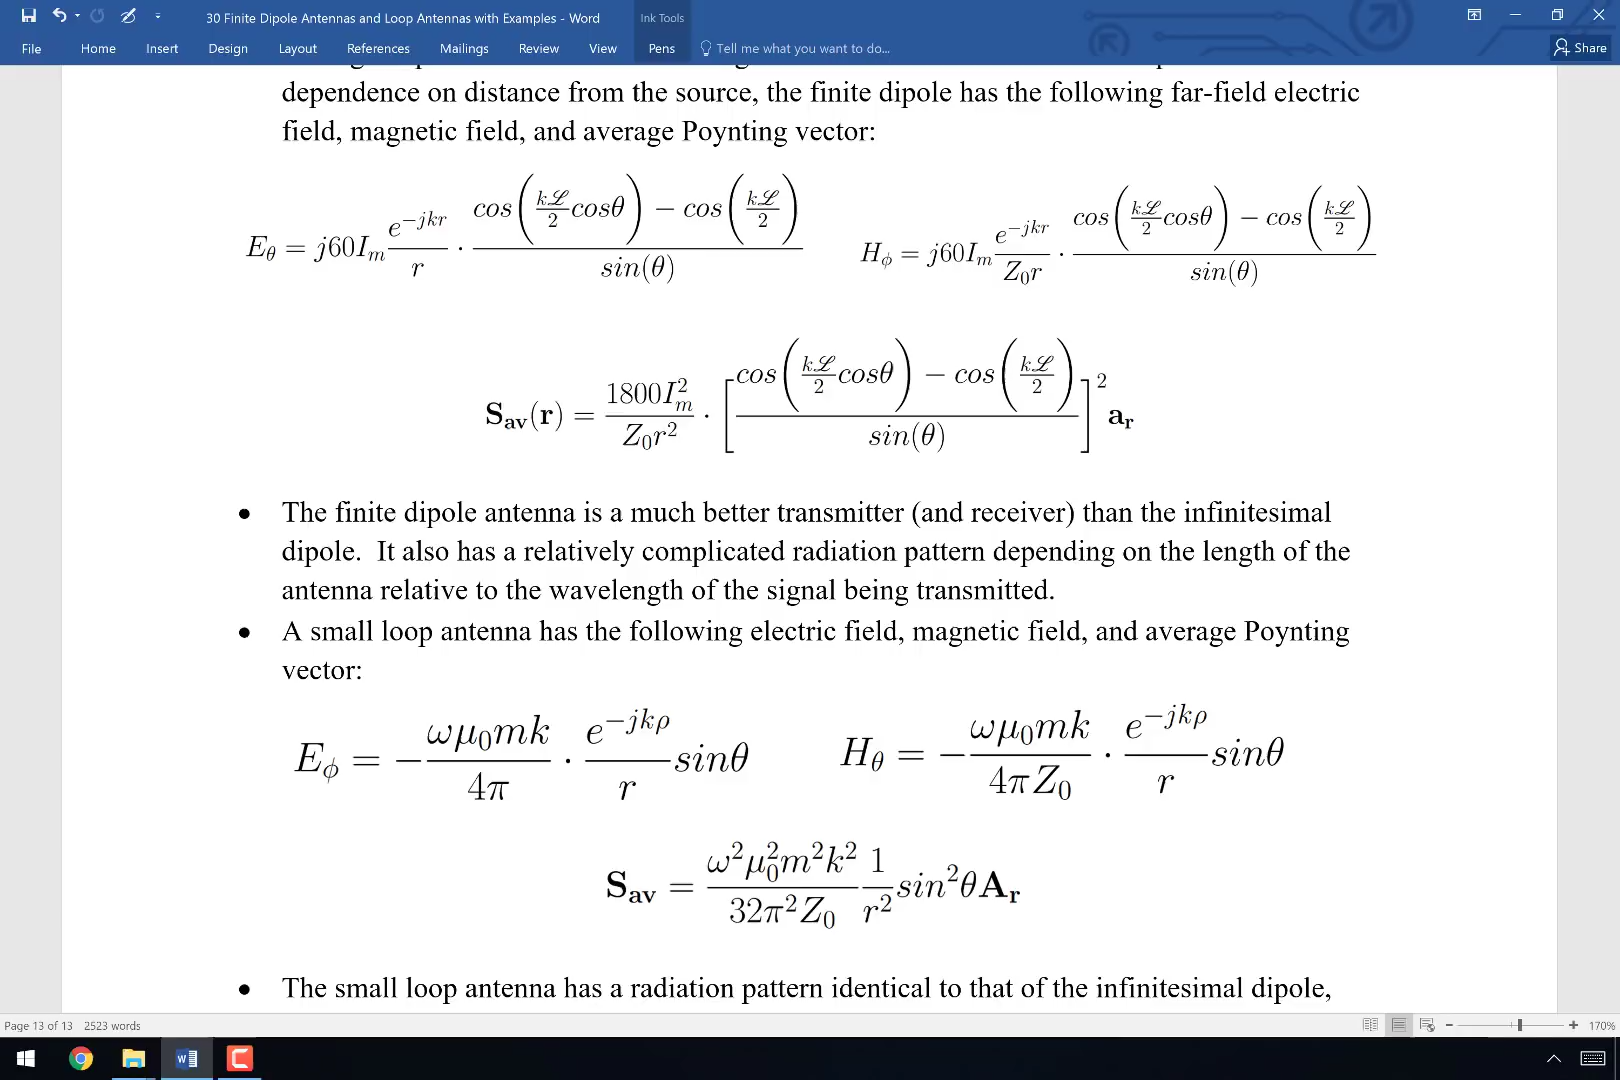 30 Finite Dipole Antennas and Loop Antennas with Examples - Word
Ink Tools
File Home Insert Design Layout References Mailings Review View Pens Tell me what you want to do... Share
dependence on distance from the source, the finite dipole has the following far-field electric
field, magnetic field, and average Poynting vector:
E_θ = j60I_m e^{-jkr}/r · [cos(kℒ/2 cosθ) − cos(kℒ/2)]/sin(θ)
H_ϕ = j60I_m e^{-jkr}/(Z_0 r) · [cos(kℒ/2 cosθ) − cos(kℒ/2)]/sin(θ)
S_av(r) = 1800I_m^2/(Z_0 r^2) · [(cos(kℒ/2 cosθ) − cos(kℒ/2))/sin(θ)]^2 a_r
• The finite dipole antenna is a much better transmitter (and receiver) than the infinitesimal
dipole. It also has a relatively complicated radiation pattern depending on the length of the
antenna relative to the wavelength of the signal being transmitted.
• A small loop antenna has the following electric field, magnetic field, and average Poynting
vector:
E_ϕ = −ωμ_0mk/4π · e^{-jkρ}/r sinθ
H_θ = −ωμ_0mk/(4πZ_0) · e^{-jkρ}/r sinθ
S_av = ω^2μ_0^2m^2k^2/(32π^2Z_0) 1/r^2 sin^2θA_r
• The small loop antenna has a radiation pattern identical to that of the infinitesimal dipole,
Page 13 of 13 2523 words
170%